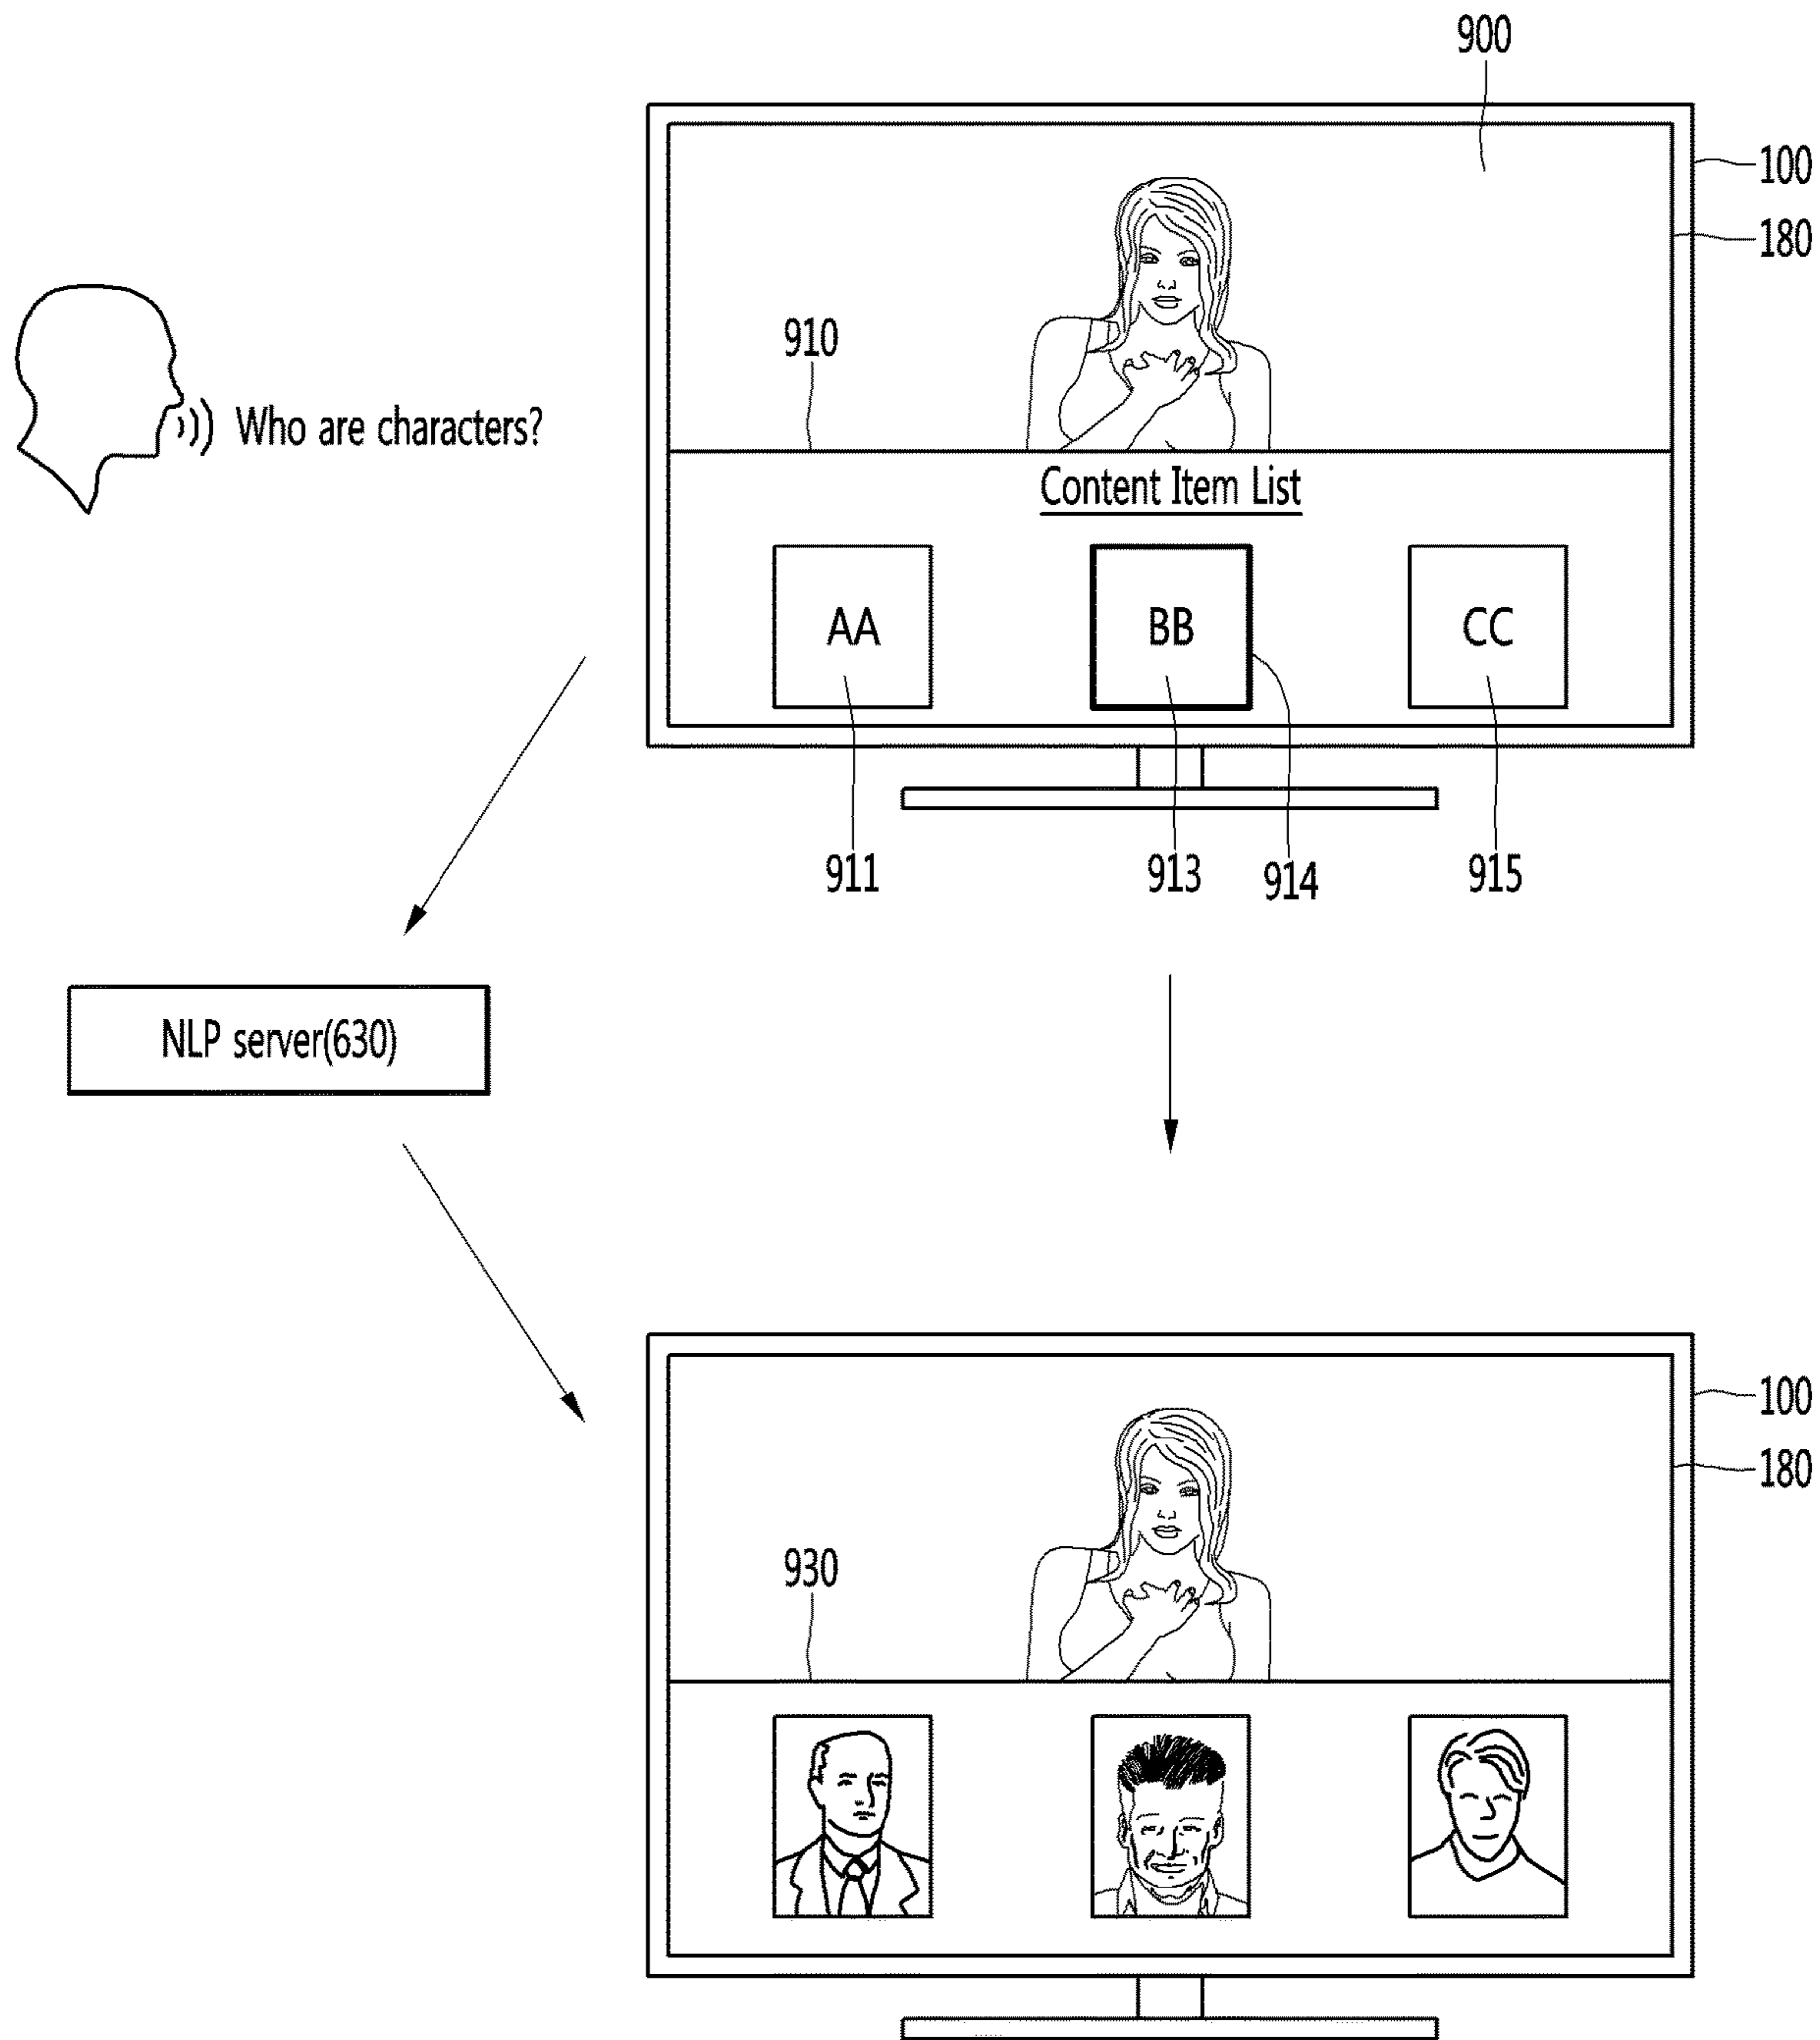 900
100
180
910
Who are characters?
Content Item List
AA
BB
CC
911
913
914
915
NLP server(630)
100
180
930